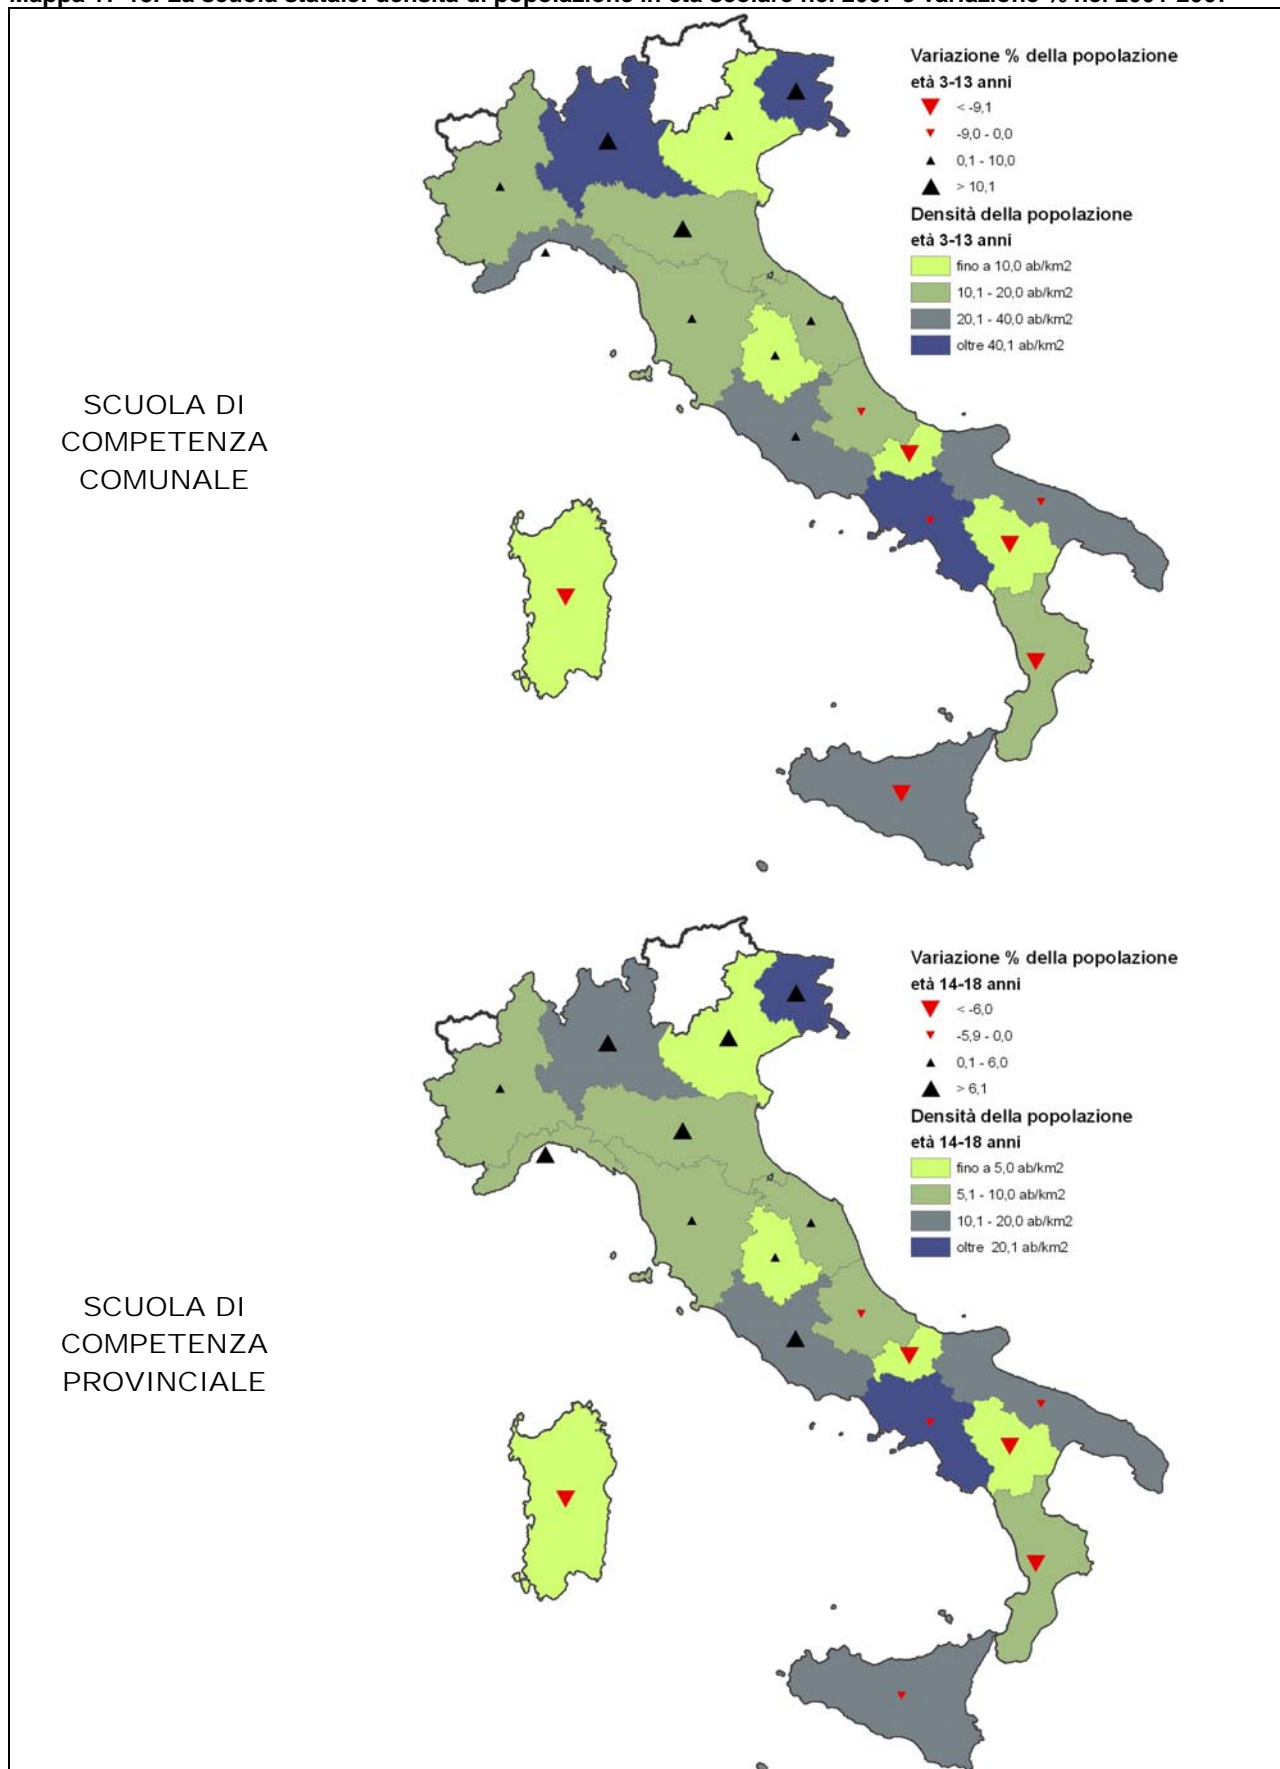 Variazione % della popolazione
età 3-13 anni
< -9,1
-9,0 - 0,0
0,1 - 10,0
> 10,1
Densità della popolazione
età 3-13 anni
fino a 10,0 ab/km2
10,1 - 20,0 ab/km2
20,1 - 40,0 ab/km2
oltre 40,1 ab/km2
SCUOLA DI
COMPETENZA
COMUNALE
Variazione % della popolazione
età 14-18 anni
< -6,0
-5,9 - 0,0
0,1 - 6,0
> 6,1
Densità della popolazione
età 14-18 anni
fino a 5,0 ab/km2
5,1 - 10,0 ab/km2
10,1 - 20,0 ab/km2
oltre 20,1 ab/km2
SCUOLA DI
COMPETENZA
PROVINCIALE